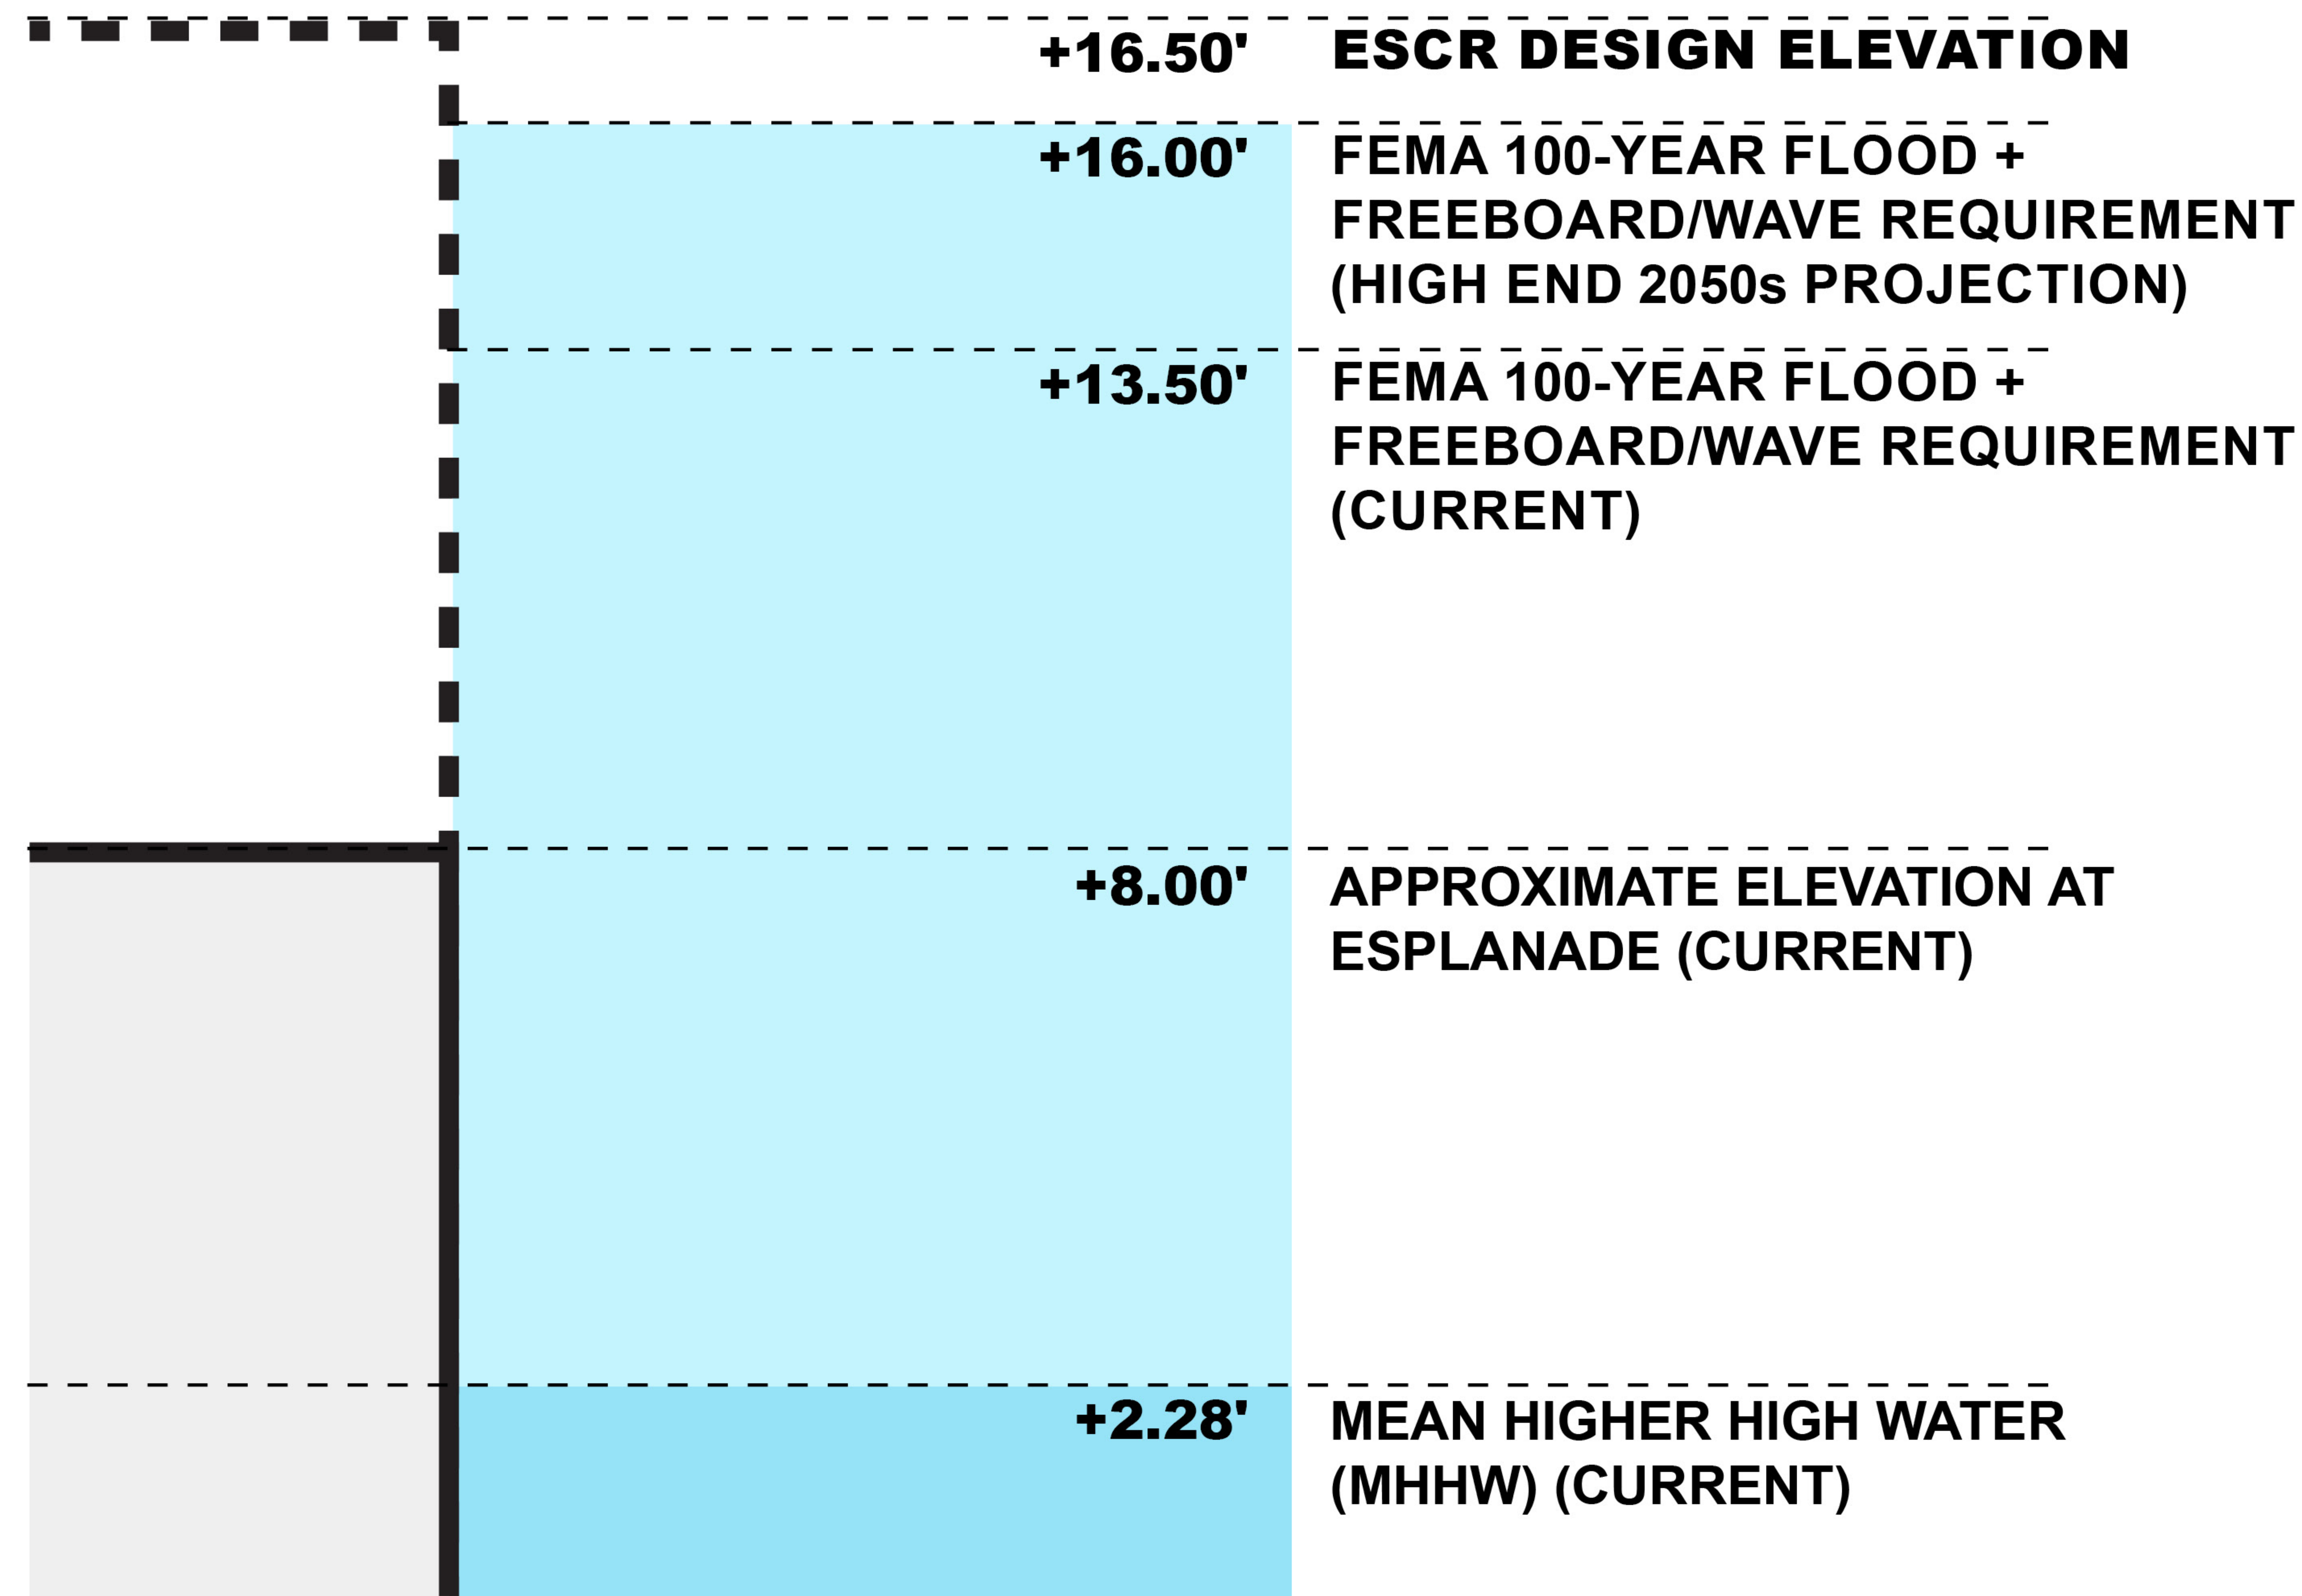 +16.50' ESCR DESIGN ELEVATION
+16.00' FEMA 100-YEAR FLOOD +
FREEBOARD/WAVE REQUIREMENT
(HIGH END 2050s PROJECTION)
+13.50' FEMA 100-YEAR FLOOD +
FREEBOARD/WAVE REQUIREMENT
(CURRENT)
+8.00' APPROXIMATE ELEVATION AT
ESPLANADE (CURRENT)
+2.28' MEAN HIGHER HIGH WATER
(MHHW) (CURRENT)